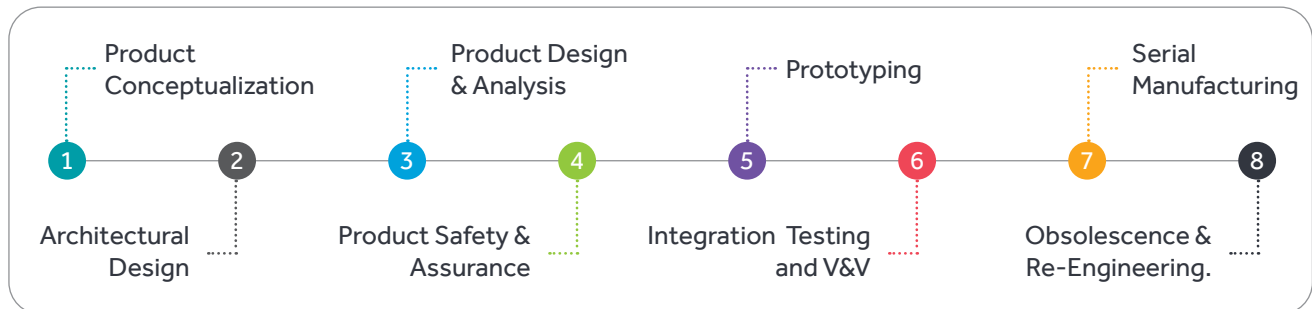 Product
Conceptualization
Product Design
& Analysis
Prototyping
Serial
Manufacturing
1
2
3
4
5
6
7
8
Architectural
Design
Product Safety &
Assurance
Integration Testing
and V&V
Obsolescence &
Re-Engineering.